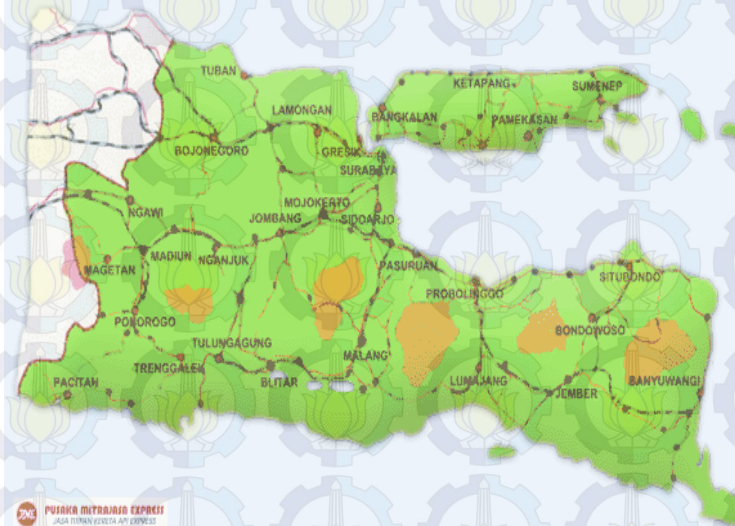 TUBAN
KETAPANG
SUMENEP
LAMONGAN
BANGKALAN
PAMEKASAN
BOJONEGORO
GRESIK
SURABAYA
MOJOKERTO
NGAWI
JOMBANG
SIDOARJO
MADIUN
NGANJUK
MAGETAN
PASURUAN
SITUBONDO
PROBOLINGGO
PONOROGO
BONDOWOSO
TULUNGAGUNG
MALANG
TRENGGALEK
PACITAN
BLITAR
LUMAJANG
BANYUWANGI
JEMBER
PUSAKA MITRAJASA EXPRESS
JASA TITIPAN KERETA API EXPRESS